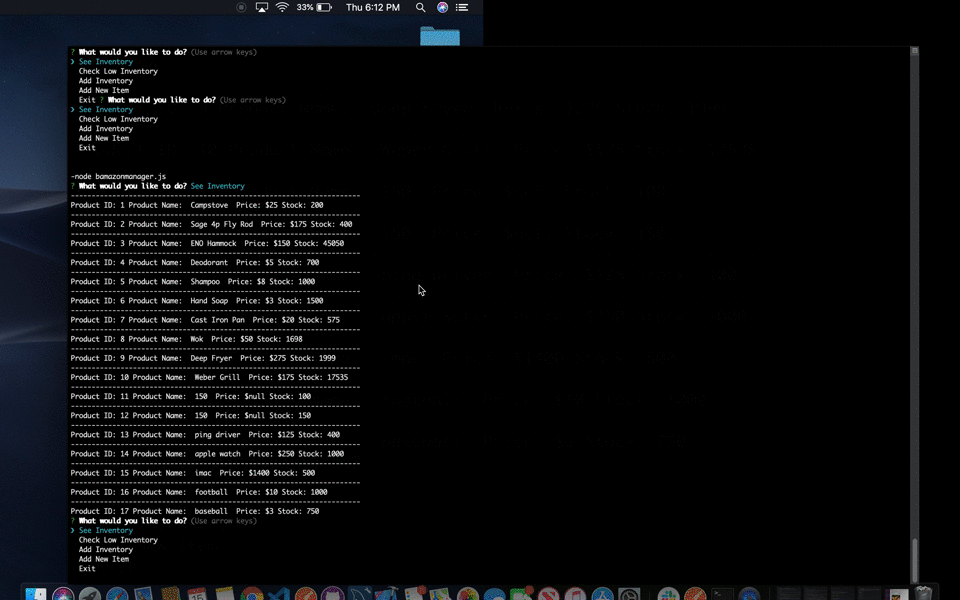 33% Thu 6:12 PM
? What would you like to do? (Use arrow keys)
❯ See Inventory
Check Low Inventory
Add Inventory
Add New Item
Exit ? What would you like to do? (Use arrow keys)
❯ See Inventory
Check Low Inventory
Add Inventory
Add New Item
Exit
-node bamazonmanager.js
? What would you like to do? See Inventory
--------------------------------------------------------------------
Product ID: 1 Product Name:  Campstove  Price: $25 Stock: 200
--------------------------------------------------------------------
Product ID: 2 Product Name:  Sage 4p Fly Rod  Price: $175 Stock: 400
--------------------------------------------------------------------
Product ID: 3 Product Name:  ENO Hammock  Price: $150 Stock: 45050
--------------------------------------------------------------------
Product ID: 4 Product Name:  Deodorant  Price: $5 Stock: 700
--------------------------------------------------------------------
Product ID: 5 Product Name:  Shampoo  Price: $8 Stock: 1000
--------------------------------------------------------------------
Product ID: 6 Product Name:  Hand Soap  Price: $3 Stock: 1500
--------------------------------------------------------------------
Product ID: 7 Product Name:  Cast Iron Pan  Price: $20 Stock: 575
--------------------------------------------------------------------
Product ID: 8 Product Name:  Wok  Price: $50 Stock: 1698
--------------------------------------------------------------------
Product ID: 9 Product Name:  Deep Fryer  Price: $275 Stock: 1999
--------------------------------------------------------------------
Product ID: 10 Product Name:  Weber Grill  Price: $175 Stock: 17535
--------------------------------------------------------------------
Product ID: 11 Product Name:  150  Price: $null Stock: 100
--------------------------------------------------------------------
Product ID: 12 Product Name:  150  Price: $null Stock: 150
--------------------------------------------------------------------
Product ID: 13 Product Name:  ping driver  Price: $125 Stock: 400
--------------------------------------------------------------------
Product ID: 14 Product Name:  apple watch  Price: $250 Stock: 1000
--------------------------------------------------------------------
Product ID: 15 Product Name:  imac  Price: $1400 Stock: 500
--------------------------------------------------------------------
Product ID: 16 Product Name:  football  Price: $10 Stock: 1000
--------------------------------------------------------------------
Product ID: 17 Product Name:  baseball  Price: $3 Stock: 750
? What would you like to do? (Use arrow keys)
❯ See Inventory
Check Low Inventory
Add Inventory
Add New Item
Exit